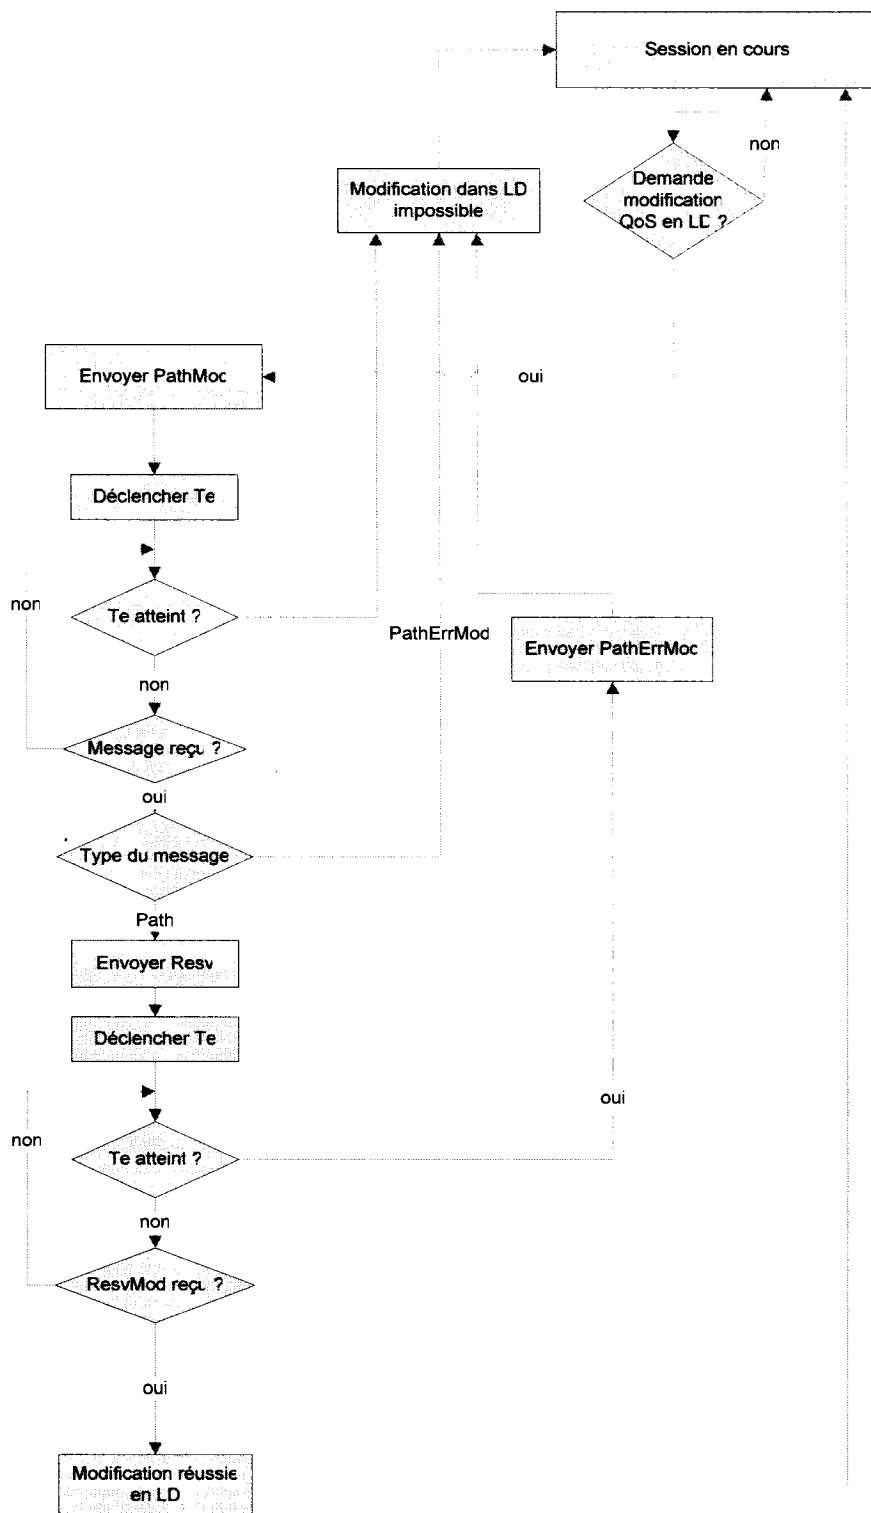 Session en cours
non
Demande
modification
QoS en LD ?
Modification dans LD
impossible
Envoyer PathMod
oui
Déclencher Te
non
Te atteint ?
PathErrMod
Envoyer PathErrMod
non
Message reçu ?
oui
Type du message
Path
Envoyer Resv
Déclencher Te
oui
non
Te atteint ?
non
ResvMod reçu ?
oui
Modification réussie
en LD